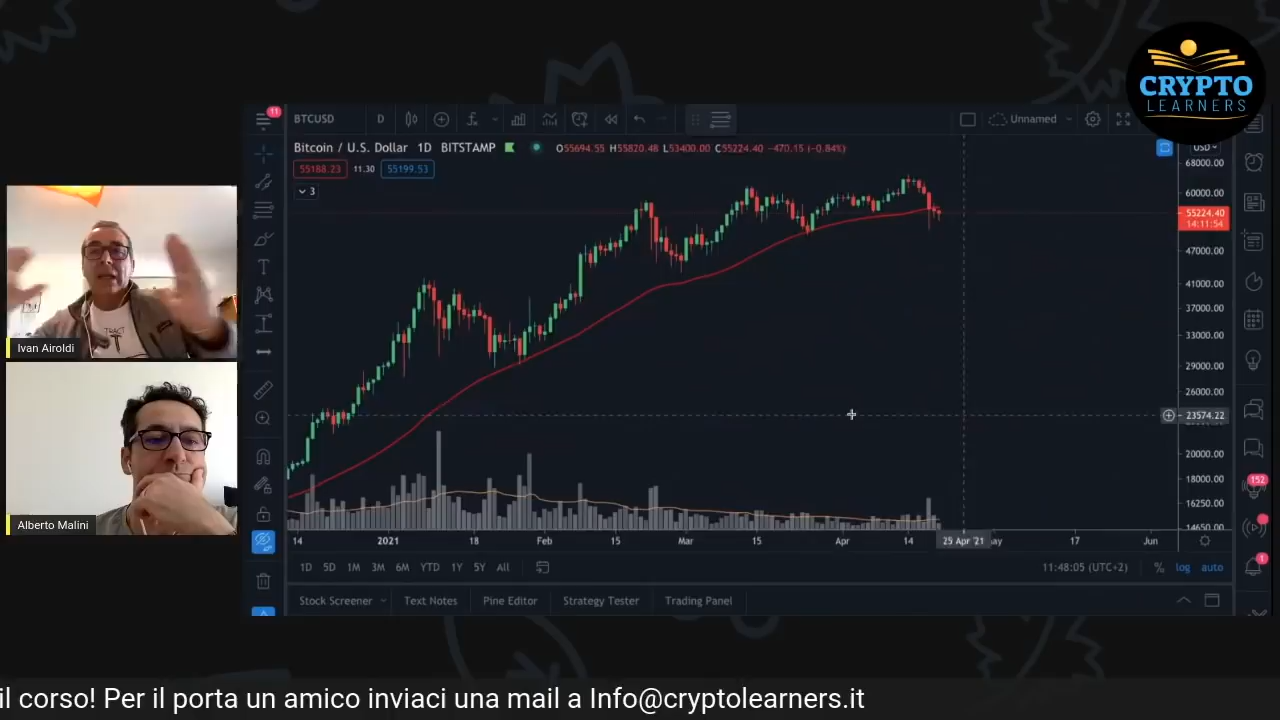 CRYPTO
LEARNERS
11
BTCUSD
D
Unnamed
Bitcoin / U.S. Dollar 1D BITSTAMP O55694.55 H55820.48 L53400.00 C55224.40 −470.15 (−0.84%)
USD
55188.23 11.30 55199.53
3
68000.00
60000.00
55224.40
14:11:54
47000.00
41000.00
37000.00
33000.00
29000.00
26000.00
23574.22
20000.00
18000.00
16250.00
14650.00
152
1
TRACT
Ivan Airoldi
Alberto Malini
14 2021 18 Feb 15 Mar 15 Apr 14 29 Apr '21 ay 17 Jun
1D 5D 1M 3M 6M YTD 1Y 5Y All 11:48:05 (UTC+2) % log auto
Stock Screener Text Notes Pine Editor Strategy Tester Trading Panel
il corso! Per il porta un amico inviaci una mail a Info@cryptolearners.it